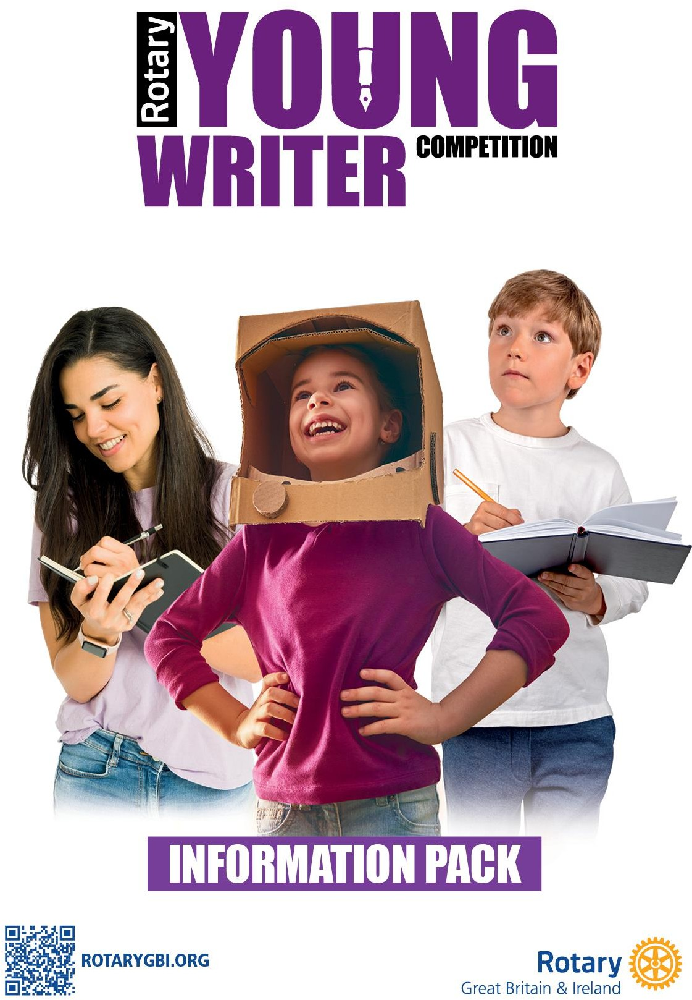 Rotary
YOUNG
WRITER
COMPETITION
INFORMATION PACK
ROTARYGBI.ORG
Rotary
Great Britain & Ireland